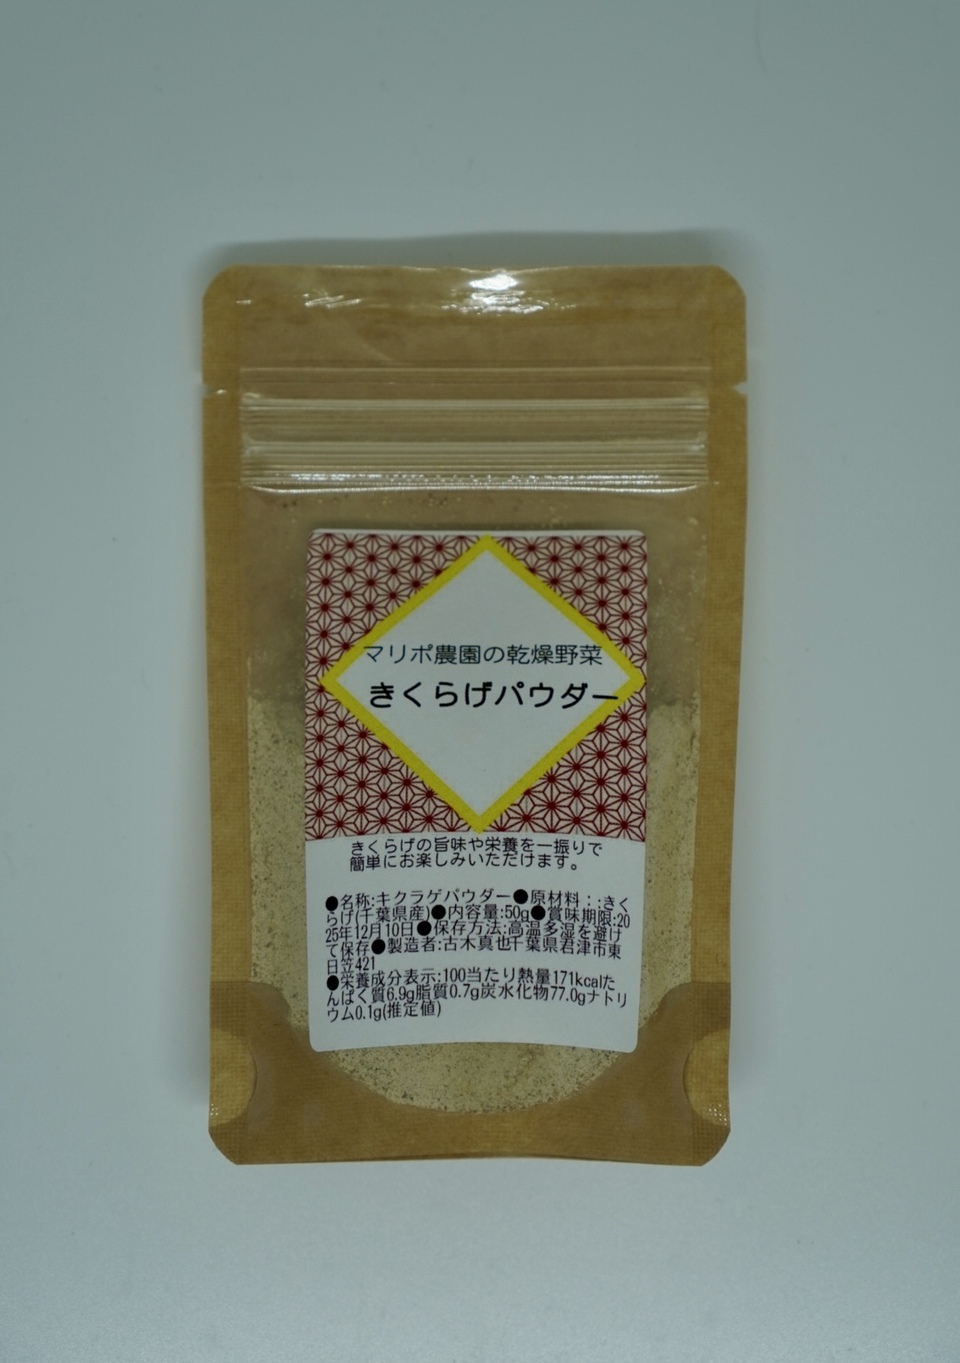 マリポ農園の乾燥野菜
きくらげパウダー
きくらげの旨味や栄養を一振りで
簡単にお楽しみいただけます。
●名称:キクラゲパウダー●原材料::きく
らげ(千葉県産)●内容量:50g●賞味期限:20
25年12月10日●保存方法:高温多湿を避け
て保存●製造者:古木真也千葉県君津市東
日笠421
●栄養成分表示:100当たり熱量171kcalた
んぱく質6.9g脂質0.7g炭水化物77.0gナトリ
ウム0.1g(推定値)